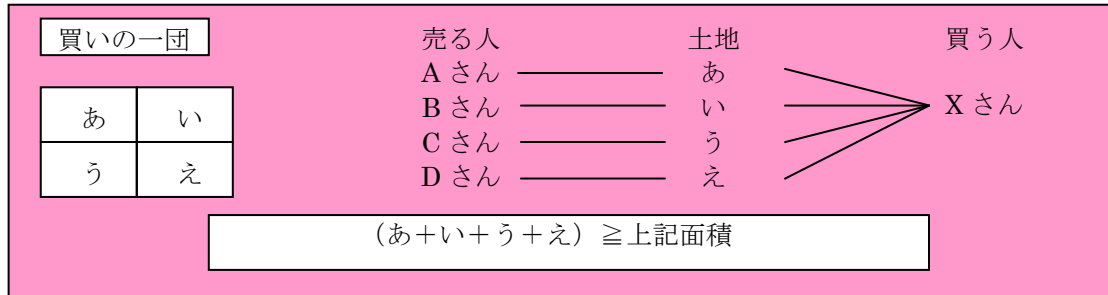 買いの一団
売る人 土地 買う人
Aさん あ
Bさん い Xさん
Cさん う
Dさん え
あ い
う え
(あ+い+う+え)≧上記面積